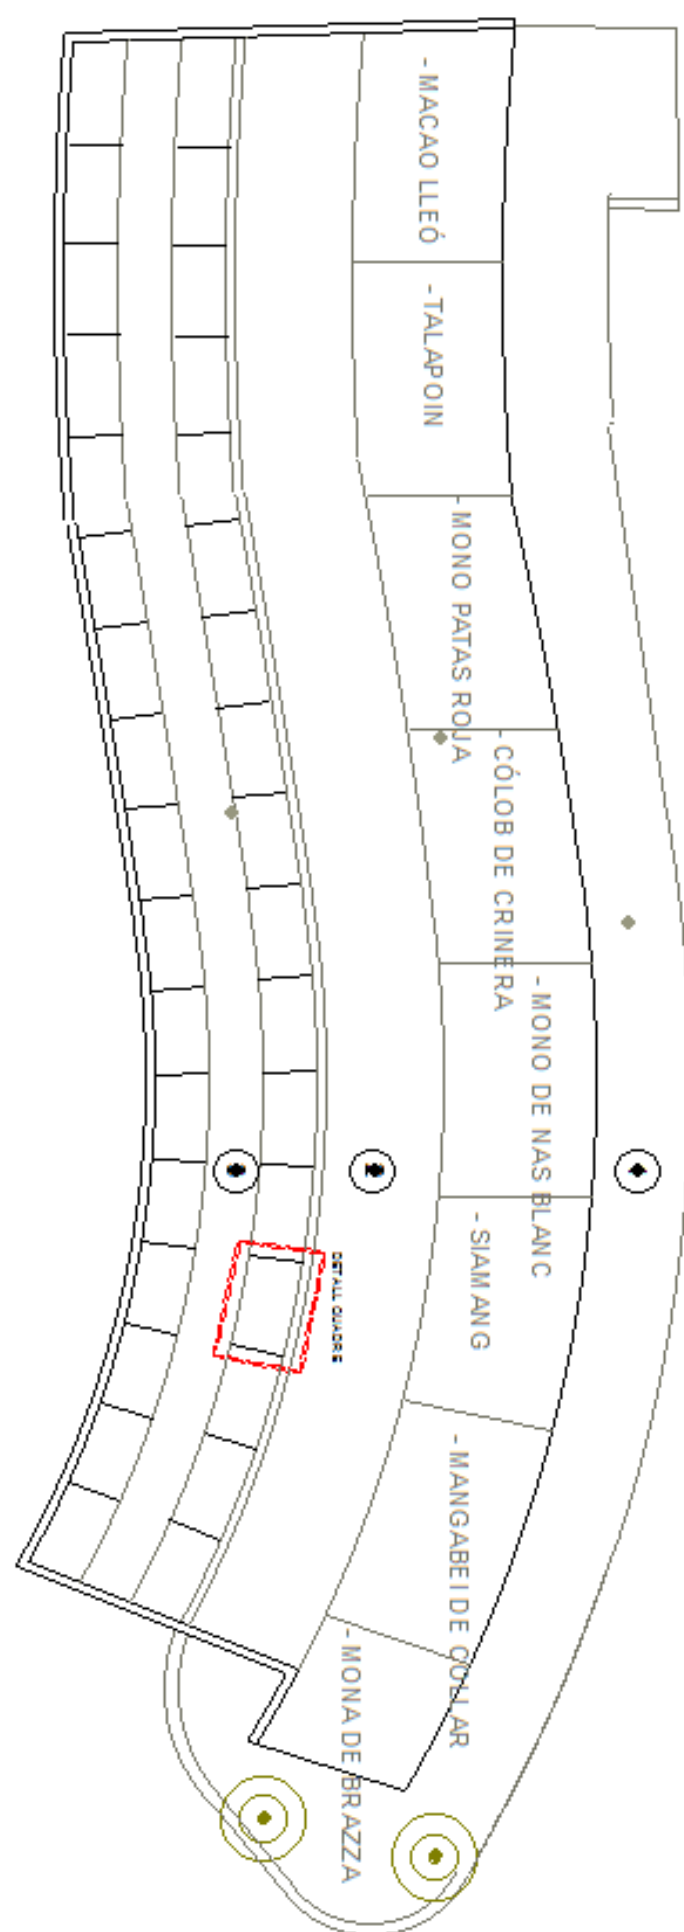 - MACAO LLEÓ
- TALAPOIN
- MONO PATAS ROJA
- CÓLOB DE CRINERA
- MONO DE NAS BLANC
- SIAMANG
DETALL QUADRE
- MANGABEI DE COLLAR
- MONA DE BRAZZA